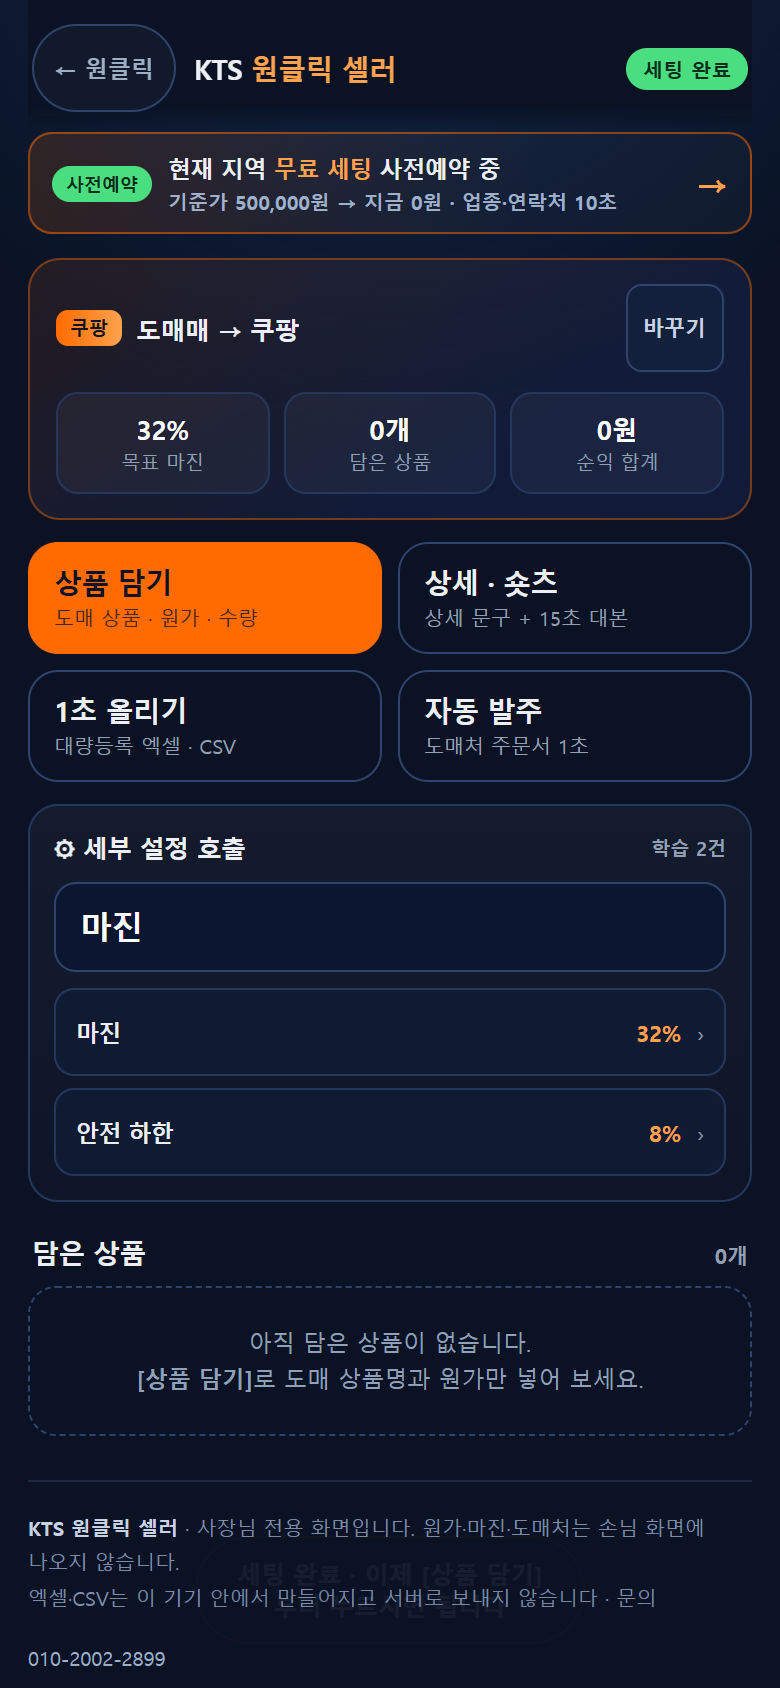 ← 원클릭
KTS 원클릭 셀러
세팅 완료
사전예약
현재 지역 무료 세팅 사전예약 중
기준가 500,000원 → 지금 0원 · 업종·연락처 10초
→
쿠팡
도매매 → 쿠팡
바꾸기
32%
목표 마진
0개
담은 상품
0원
순익 합계
상품 담기
도매 상품 · 원가 · 수량
상세 · 숏츠
상세 문구 + 15초 대본
1초 올리기
대량등록 엑셀 · CSV
자동 발주
도매처 주문서 1초
⚙ 세부 설정 호출
학습 2건
마진
마진
32% ›
안전 하한
8% ›
담은 상품
0개
아직 담은 상품이 없습니다.
[상품 담기]로 도매 상품명과 원가만 넣어 보세요.
KTS 원클릭 셀러 · 사장님 전용 화면입니다. 원가·마진·도매처는 손님 화면에
나오지 않습니다.
세팅 완료 · 이제 [상품 담기]
엑셀·CSV는 이 기기 안에서 만들어지고 서버로 보내지 않습니다 · 문의
010-2002-2899